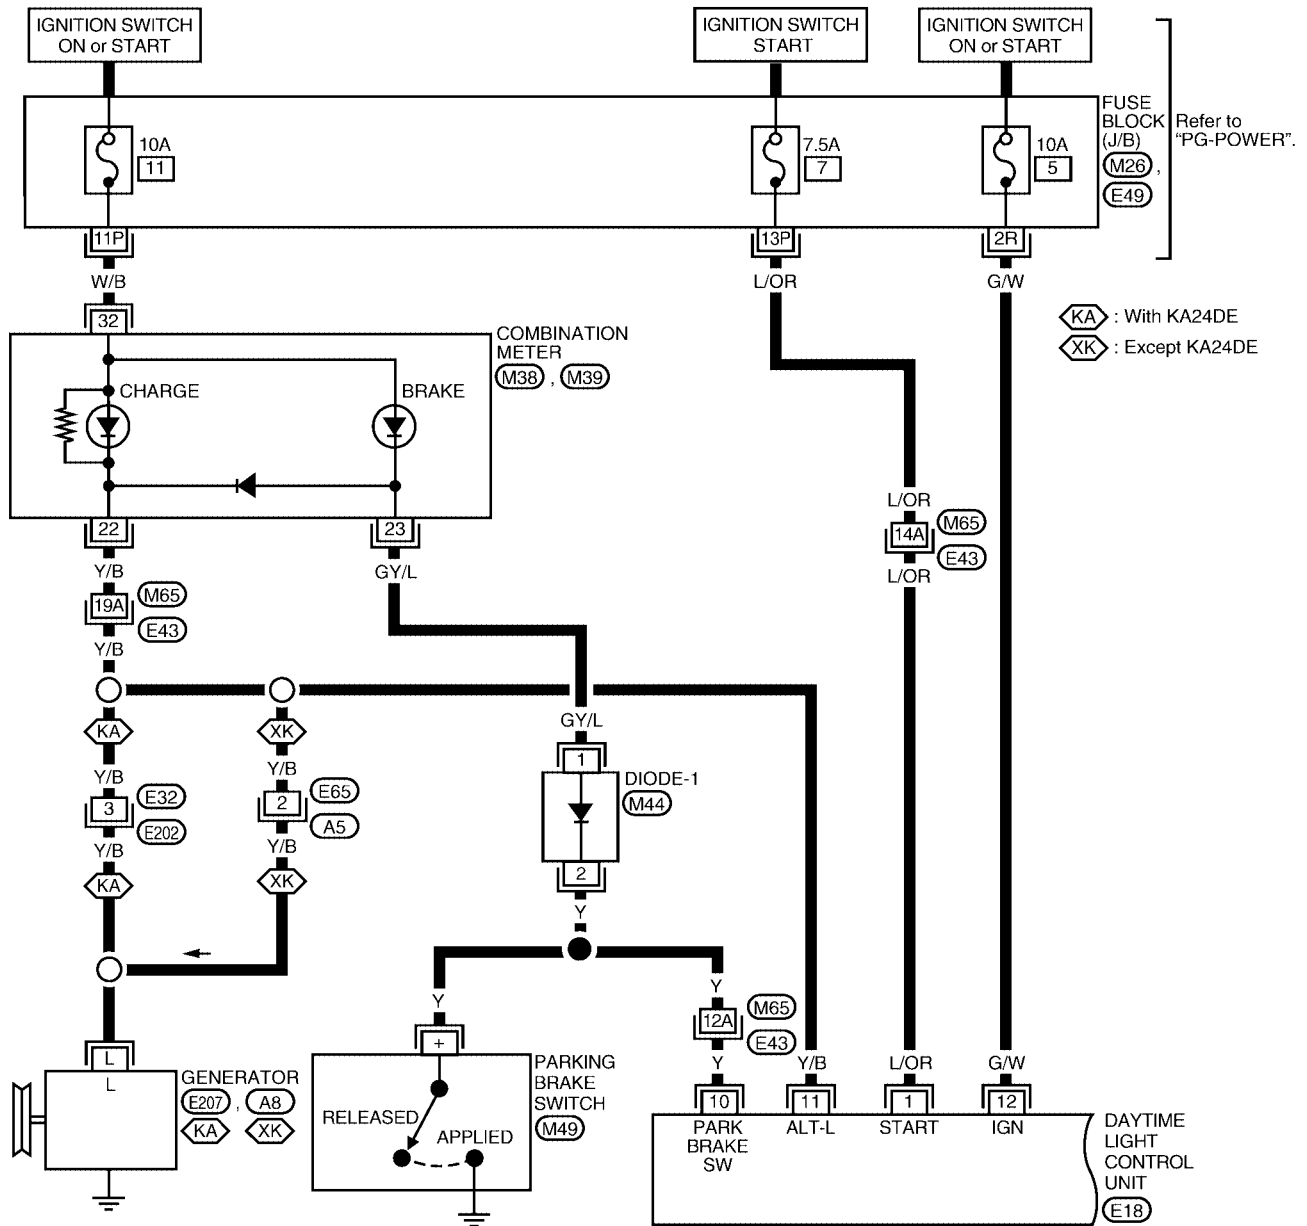 IGNITION SWITCH
ON or START
IGNITION SWITCH
START
IGNITION SWITCH
ON or START
10A
11
7.5A
7
10A
5
FUSE
BLOCK
(J/B)
M26 ,
E49
Refer to
"PG-POWER".
11P
13P
2R
W/B
L/OR
G/W
32
KA : With KA24DE
XK : Except KA24DE
COMBINATION
METER
M38 , M39
CHARGE
BRAKE
22
23
Y/B
GY/L
L/OR
14A
M65
E43
L/OR
19A
M65
E43
Y/B
KA
XK
GY/L
Y/B
Y/B
1
DIODE-1
M44
3
E32
E202
2
E65
A5
Y/B
Y/B
KA
XK
2
Y
Y
Y
12A
M65
E43
+
Y
Y/B
L/OR
G/W
L
L
GENERATOR
E207 , A8
KA
XK
RELEASED
APPLIED
PARKING
BRAKE
SWITCH
M49
10
11
1
12
PARK
BRAKE
SW
ALT-L
START
IGN
DAYTIME
LIGHT
CONTROL
UNIT
E18